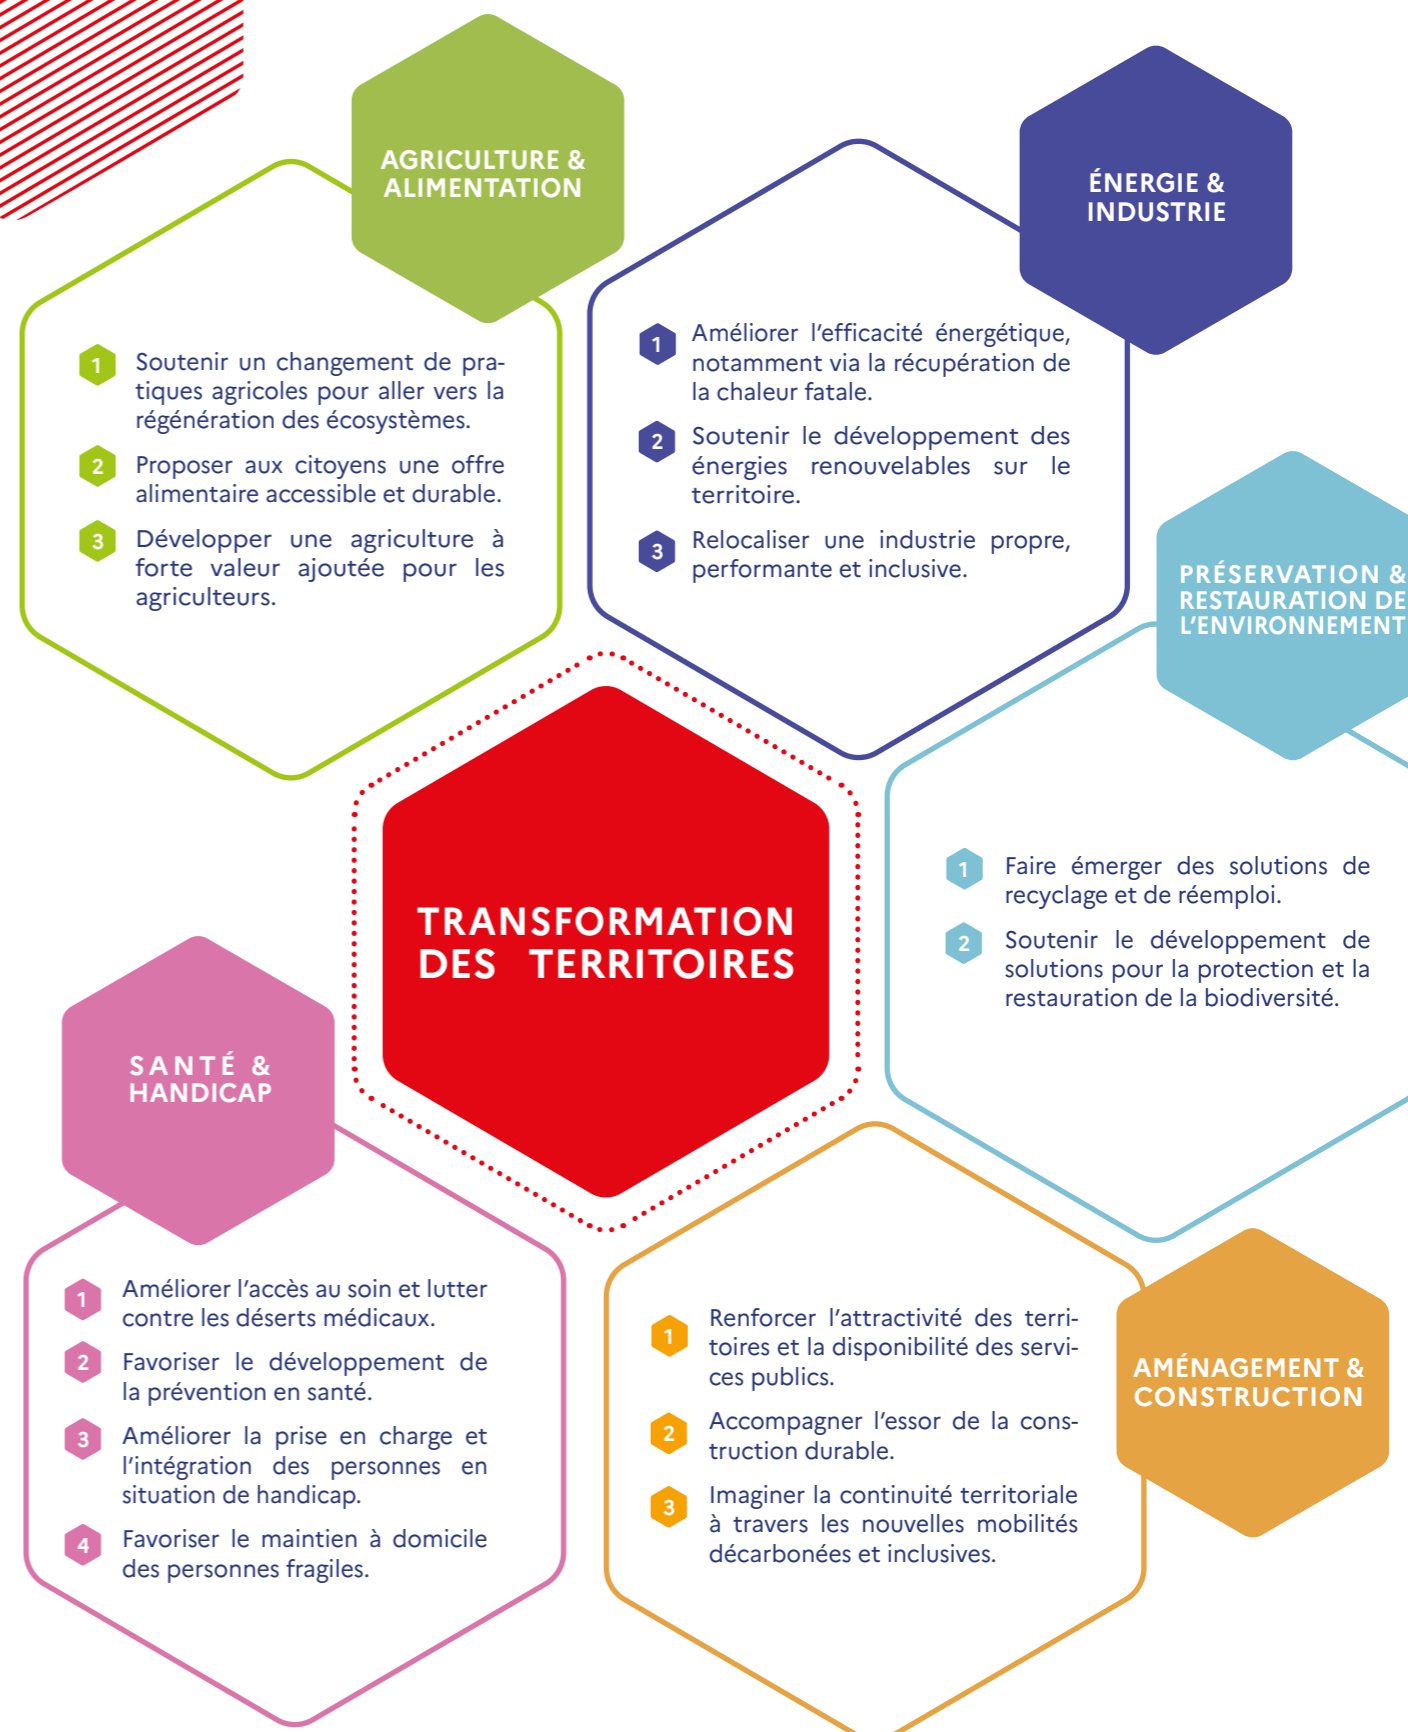 AGRICULTURE &
ALIMENTATION
1 Soutenir un changement de pra-
tiques agricoles pour aller vers la
régénération des écosystèmes.
2 Proposer aux citoyens une offre
alimentaire accessible et durable.
3 Développer une agriculture à
forte valeur ajoutée pour les
agriculteurs.
ÉNERGIE &
INDUSTRIE
1 Améliorer l’efficacité énergétique,
notamment via la récupération de
la chaleur fatale.
2 Soutenir le développement des
énergies renouvelables sur le
territoire.
3 Relocaliser une industrie propre,
performante et inclusive.
PRÉSERVATION &
RESTAURATION DE
L’ENVIRONNEMENT
1 Faire émerger des solutions de
recyclage et de réemploi.
2 Soutenir le développement de
solutions pour la protection et la
restauration de la biodiversité.
TRANSFORMATION
DES TERRITOIRES
SANTÉ &
HANDICAP
1 Améliorer l’accès au soin et lutter
contre les déserts médicaux.
2 Favoriser le développement de
la prévention en santé.
3 Améliorer la prise en charge et
l’intégration des personnes en
situation de handicap.
4 Favoriser le maintien à domicile
des personnes fragiles.
AMÉNAGEMENT &
CONSTRUCTION
1 Renforcer l’attractivité des terri-
toires et la disponibilité des servi-
ces publics.
2 Accompagner l’essor de la cons-
truction durable.
3 Imaginer la continuité territoriale
à travers les nouvelles mobilités
décarbonées et inclusives.